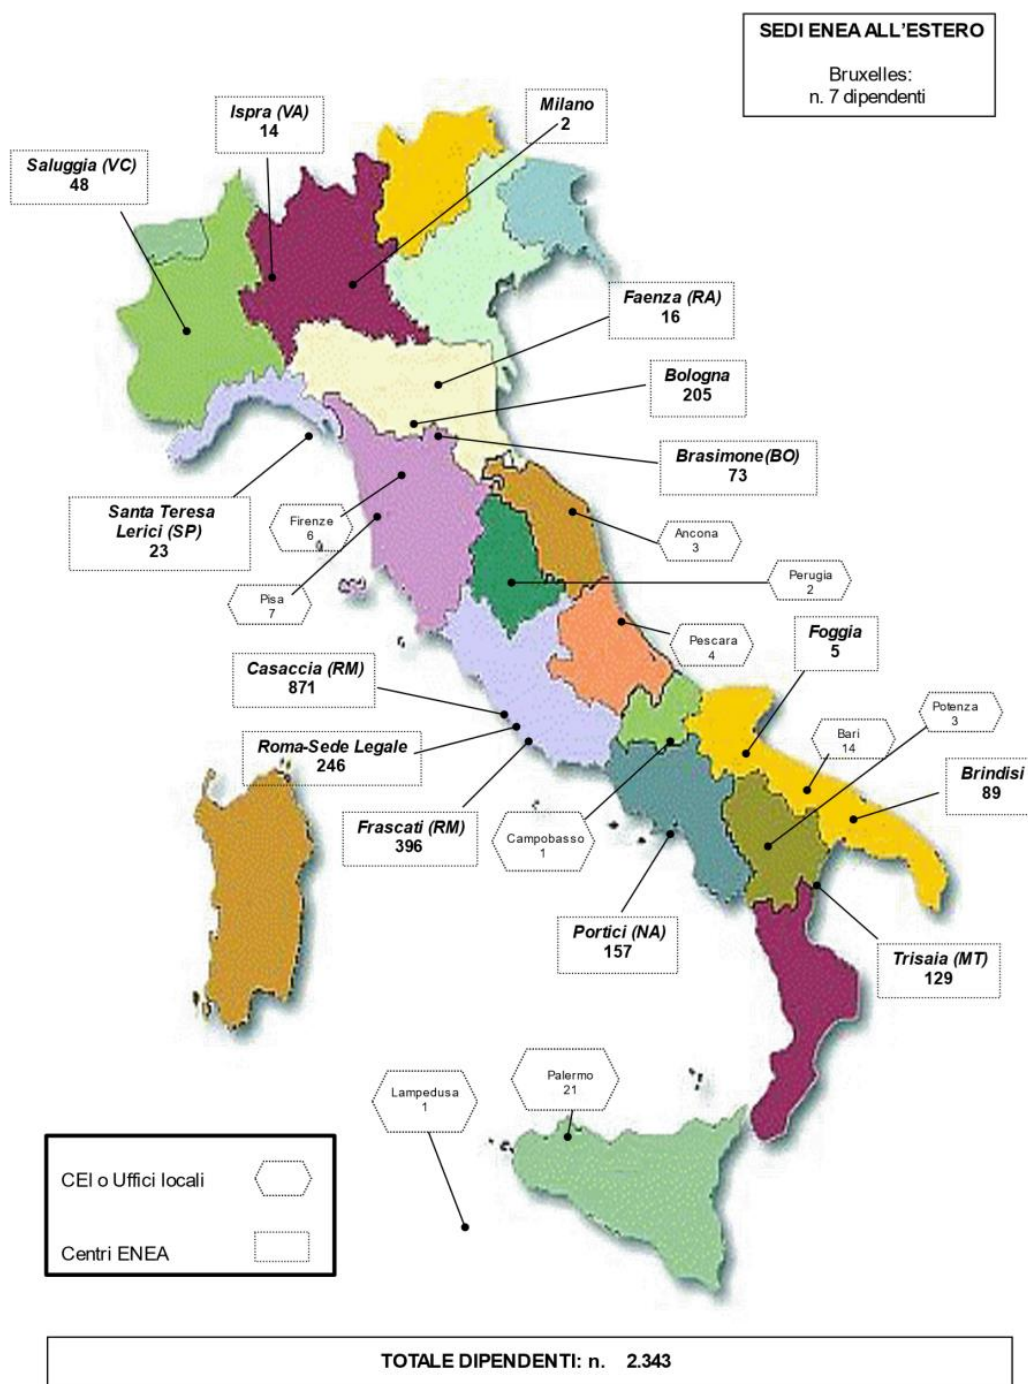 SEDI ENEA ALL'ESTERO
Bruxelles:
n. 7 dipendenti
Ispra (VA)
14
Milano
2
Saluggia (VC)
48
Faenza (RA)
16
Bologna
205
Brasimone(BO)
73
Santa Teresa
Lerici (SP)
23
Firenze
6
Ancona
3
Pisa
7
Perugia
2
Pescara
4
Foggia
5
Casaccia (RM)
871
Potenza
3
Bari
14
Roma-Sede Legale
246
Brindisi
89
Frascati (RM)
396
Campobasso
1
Portici (NA)
157
Trisaia (MT)
129
Palermo
21
Lampedusa
1
CEI o Uffici locali
Centri ENEA
TOTALE DIPENDENTI: n. 2.343